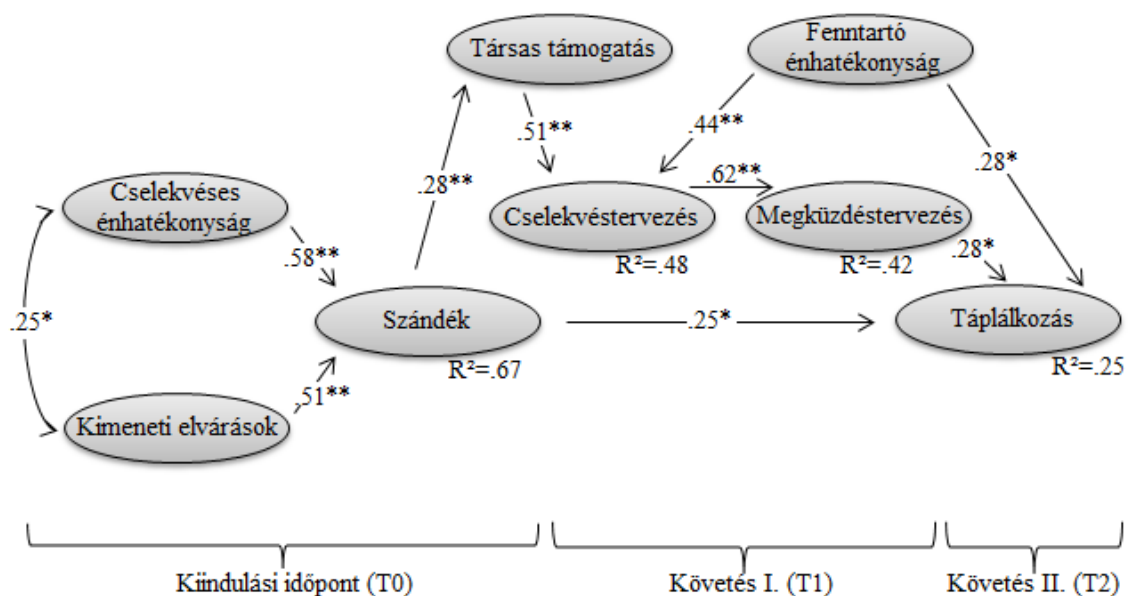 Társas támogatás
Fenntartó
énhatékonyság
.51**
.44**
.28**
.62**
.28*
Cselekvéses
énhatékonyság
Cselekvéstervezés
Megküzdéstervezés
R²=.48
R²=.42
.28*
.58**
.25*
Szándék
.25*
Táplálkozás
R²=.67
R²=.25
.51**
Kimeneti elvárások
Kiindulási időpont (T0)
Követés I. (T1)
Követés II. (T2)